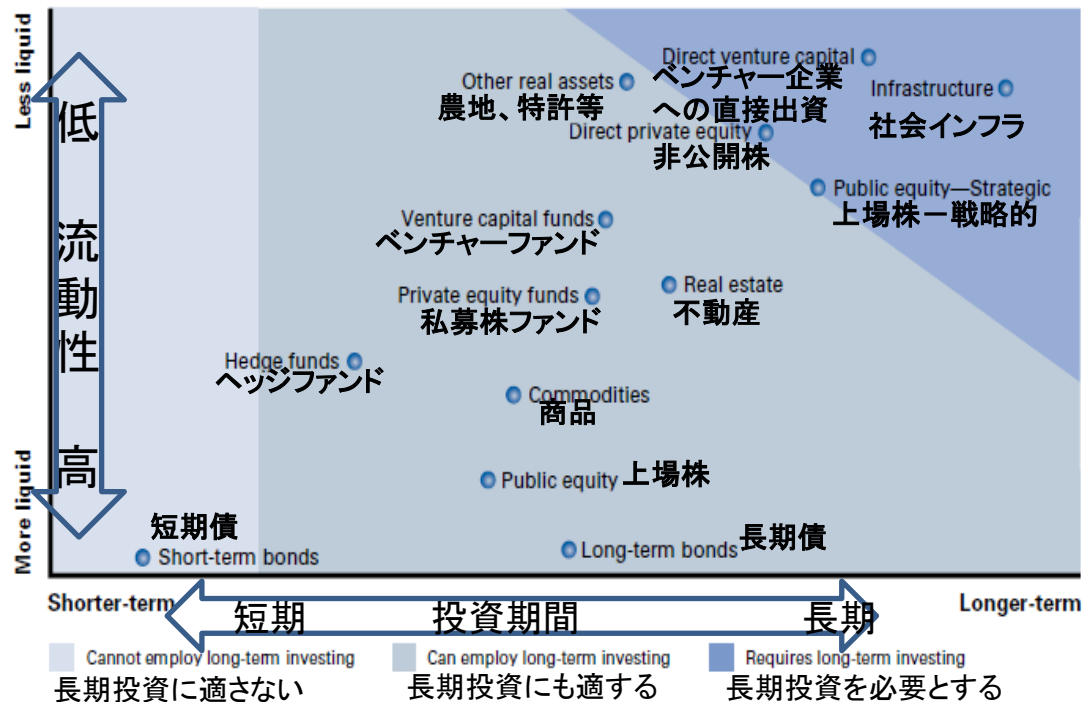 Less liquid
低
流
動
性
高
More liquid
Direct venture capital
ベンチャー企業
への直接出資
Other real assets
農地、特許等
Infrastructure
社会インフラ
Direct private equity
非公開株
Public equity—Strategic
上場株－戦略的
Venture capital funds
ベンチャーファンド
Private equity funds
私募株ファンド
Real estate
不動産
Hedge funds
ヘッジファンド
Commodities
商品
Public equity 上場株
短期債
Short-term bonds
Long-term bonds 長期債
Shorter-term 短期 投資期間 長期 Longer-term
Cannot employ long-term investing
長期投資に適さない
Can employ long-term investing
長期投資にも適する
Requires long-term investing
長期投資を必要とする